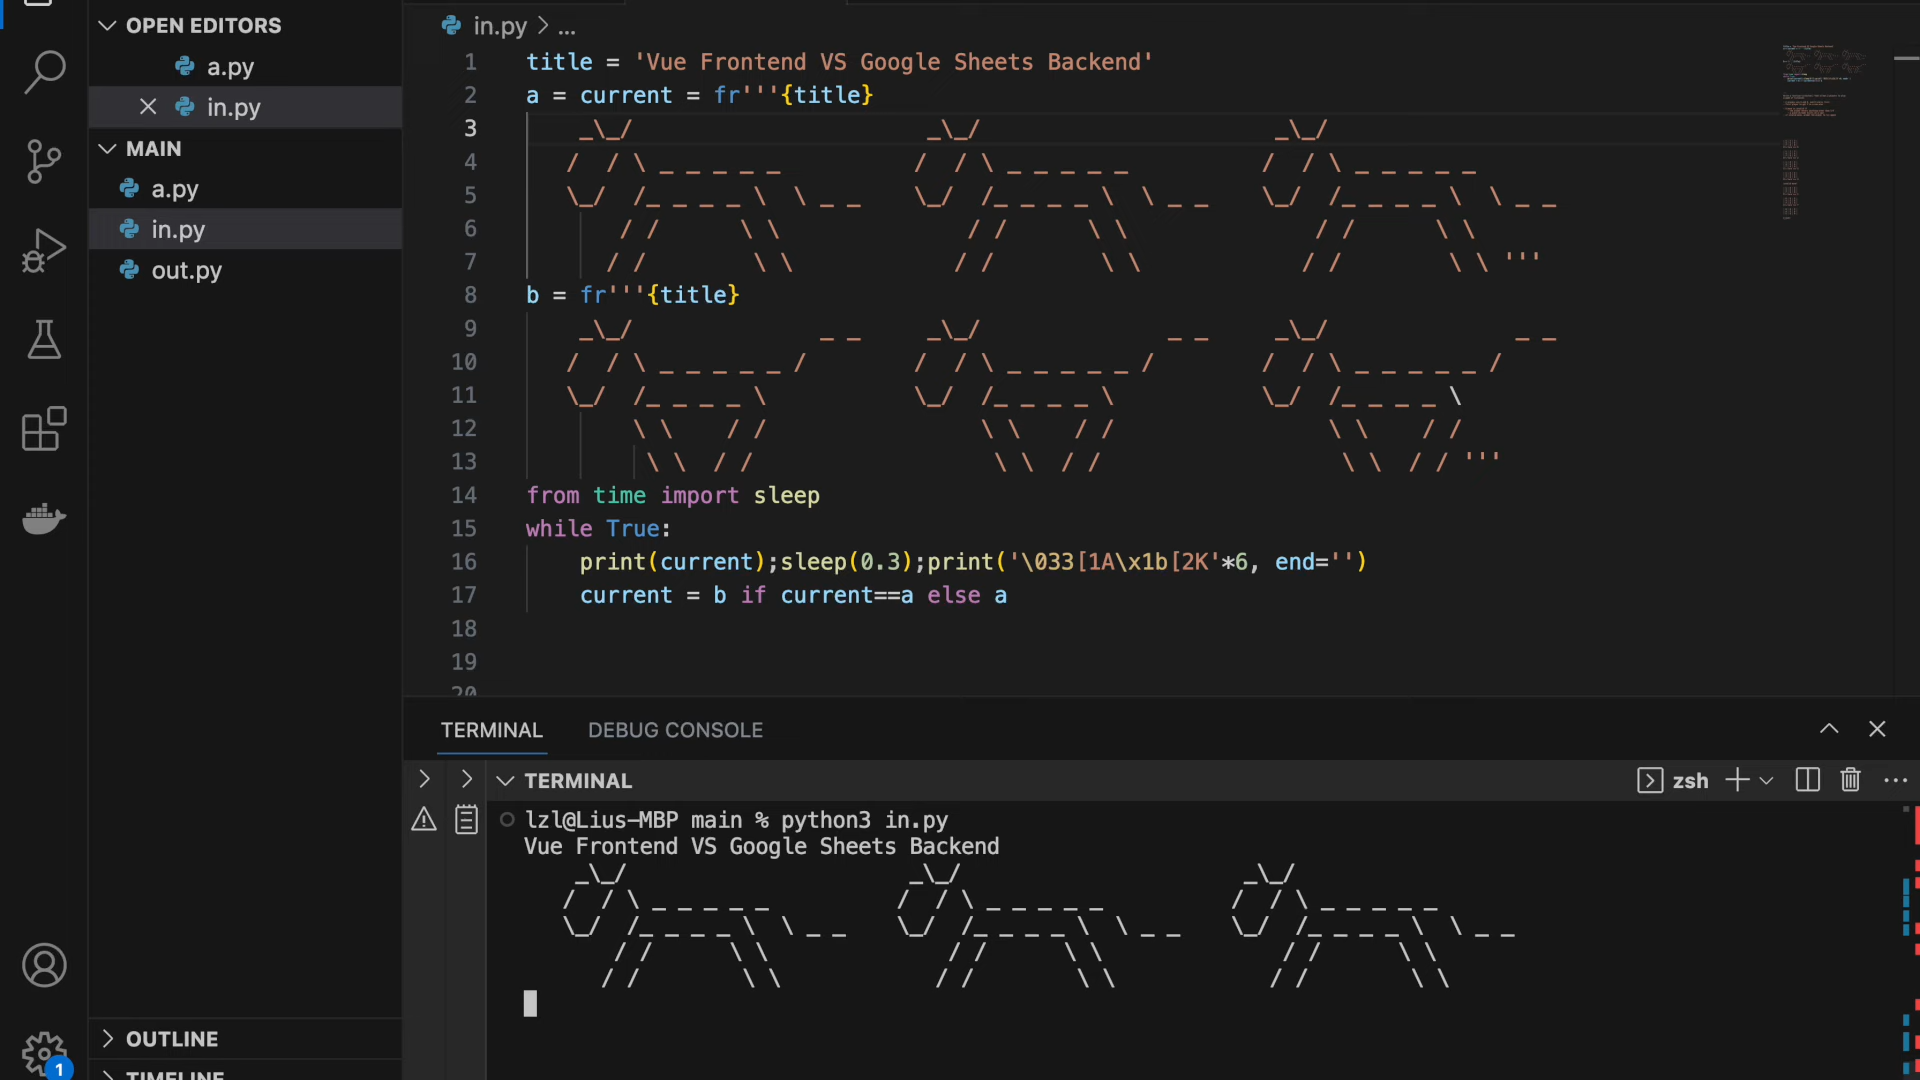 OPEN EDITORS
a.py
in.py
MAIN
a.py
in.py
out.py
OUTLINE
TIMELINE
1
in.py > ...
1 title = 'Vue Frontend VS Google Sheets Backend'
2 a = current = fr'''{title}
3     _\_/                      _\_/                      _\_/
4    /  / \ _ _ _ _ _          /  / \ _ _ _ _ _          /  / \ _ _ _ _ _
5    \_/  /_ _ _ _ \  \ _ _    \_/  /_ _ _ _ \  \ _ _    \_/  /_ _ _ _ \  \ _ _
6        / /      \ \              / /      \ \              / /      \ \
7       / /        \ \            / /        \ \            / /        \ \ '''
8 b = fr'''{title}
9     _\_/              _ _     _\_/              _ _     _\_/              _ _
10    /  / \ _ _ _ _ _ /        /  / \ _ _ _ _ _ /        /  / \ _ _ _ _ _ /
11    \_/  /_ _ _ _ \           \_/  /_ _ _ _ \           \_/  /_ _ _ _ \
12         \ \    / /                \ \    / /                \ \    / /
13          \ \  / /                  \ \  / /                  \ \  / / '''
14 from time import sleep
15 while True:
16     print(current);sleep(0.3);print('\033[1A\x1b[2K'*6, end='')
17     current = b if current==a else a
18
19
20
TERMINAL DEBUG CONSOLE
TERMINAL
zsh
lzl@Lius-MBP main % python3 in.py
Vue Frontend VS Google Sheets Backend
    _\_/                      _\_/                      _\_/
   /  / \ _ _ _ _ _          /  / \ _ _ _ _ _          /  / \ _ _ _ _ _
   \_/  /_ _ _ _ \  \ _ _    \_/  /_ _ _ _ \  \ _ _    \_/  /_ _ _ _ \  \ _ _
       / /      \ \              / /      \ \              / /      \ \
      / /        \ \            / /        \ \            / /        \ \